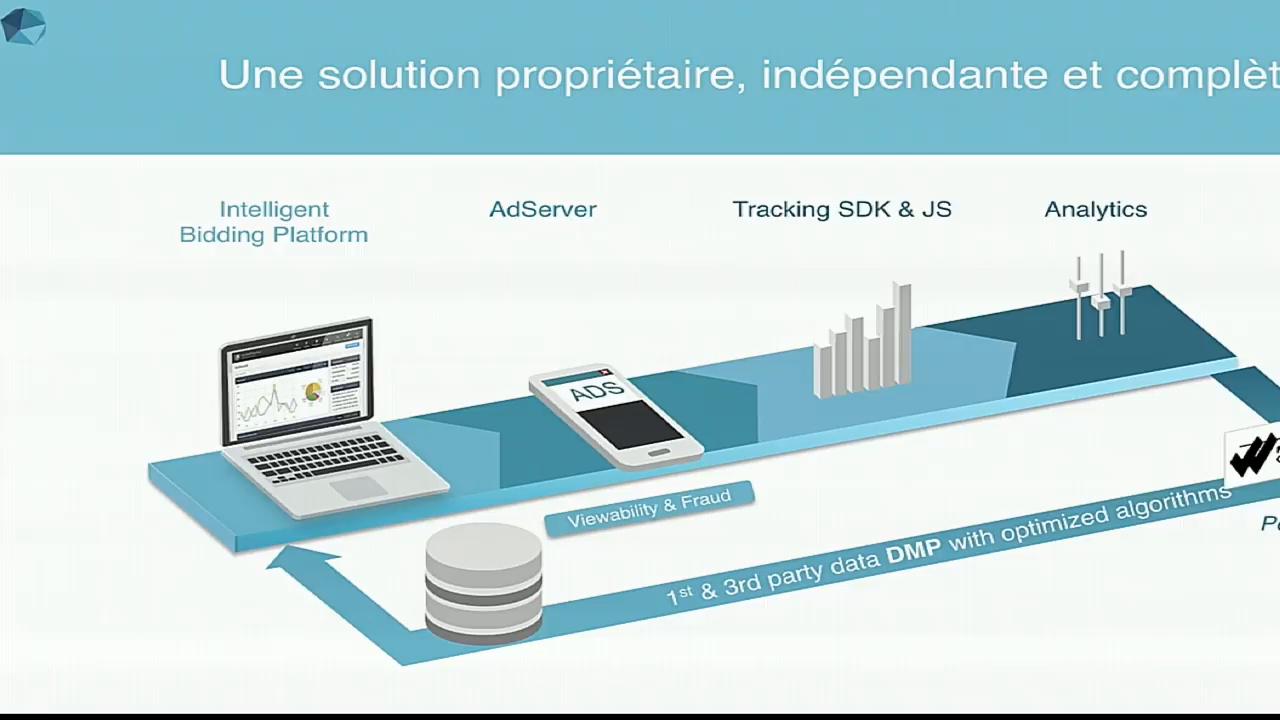 Une solution propriétaire, indépendante et complèt
Intelligent
Bidding Platform
AdServer
Tracking SDK & JS
Analytics
ADS
Viewability & Fraud
1st & 3rd party data DMP with optimized algorithms